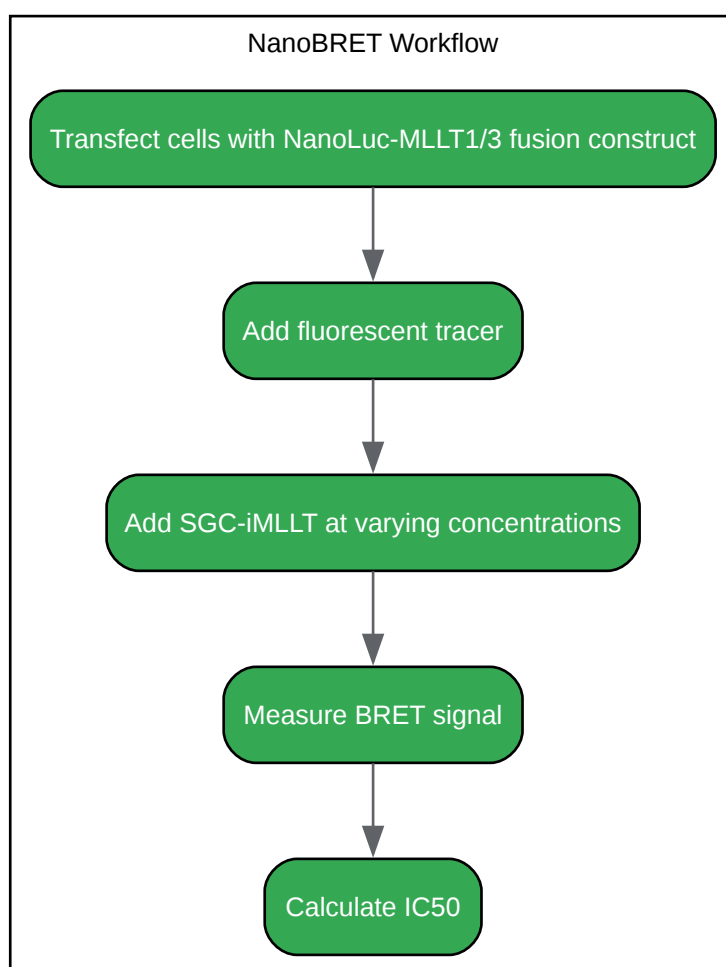 NanoBRET Workflow
Transfect cells with NanoLuc-MLLT1/3 fusion construct
Add fluorescent tracer
Add SGC-iMLLT at varying concentrations
Measure BRET signal
Calculate IC50